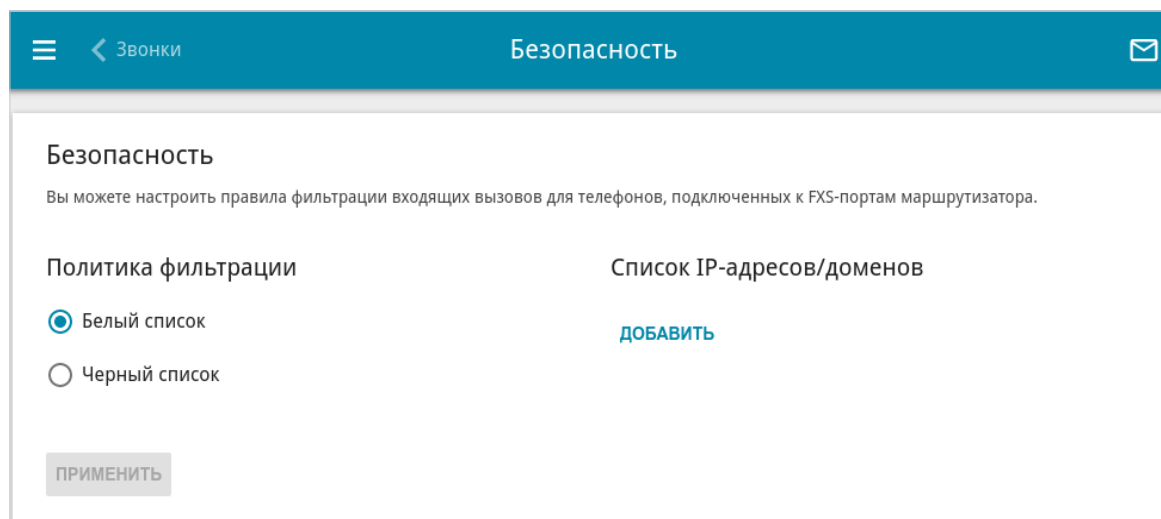 Звонки
Безопасность
Безопасность
Вы можете настроить правила фильтрации входящих вызовов для телефонов, подключенных к FXS-портам маршрутизатора.
Политика фильтрации
Белый список
Черный список
Список IP-адресов/доменов
ДОБАВИТЬ
ПРИМЕНИТЬ